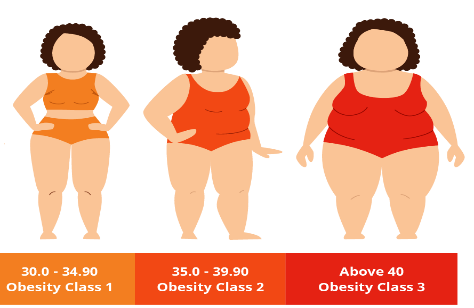 30.0 - 34.90
Obesity Class 1
35.0 - 39.90
Obesity Class 2
Above 40
Obesity Class 3